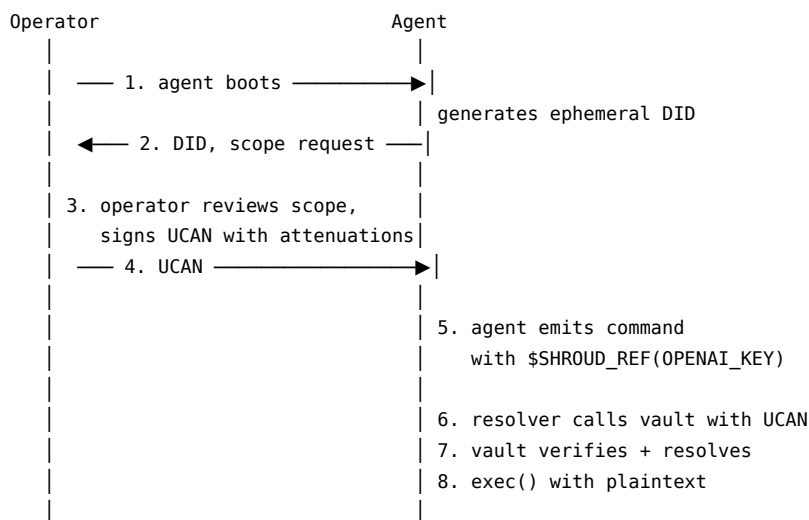 Operator Agent
1. agent boots
generates ephemeral DID
2. DID, scope request
3. operator reviews scope,
signs UCAN with attenuations
4. UCAN
5. agent emits command
with $SHROUD_REF(OPENAI_KEY)
6. resolver calls vault with UCAN
7. vault verifies + resolves
8. exec() with plaintext